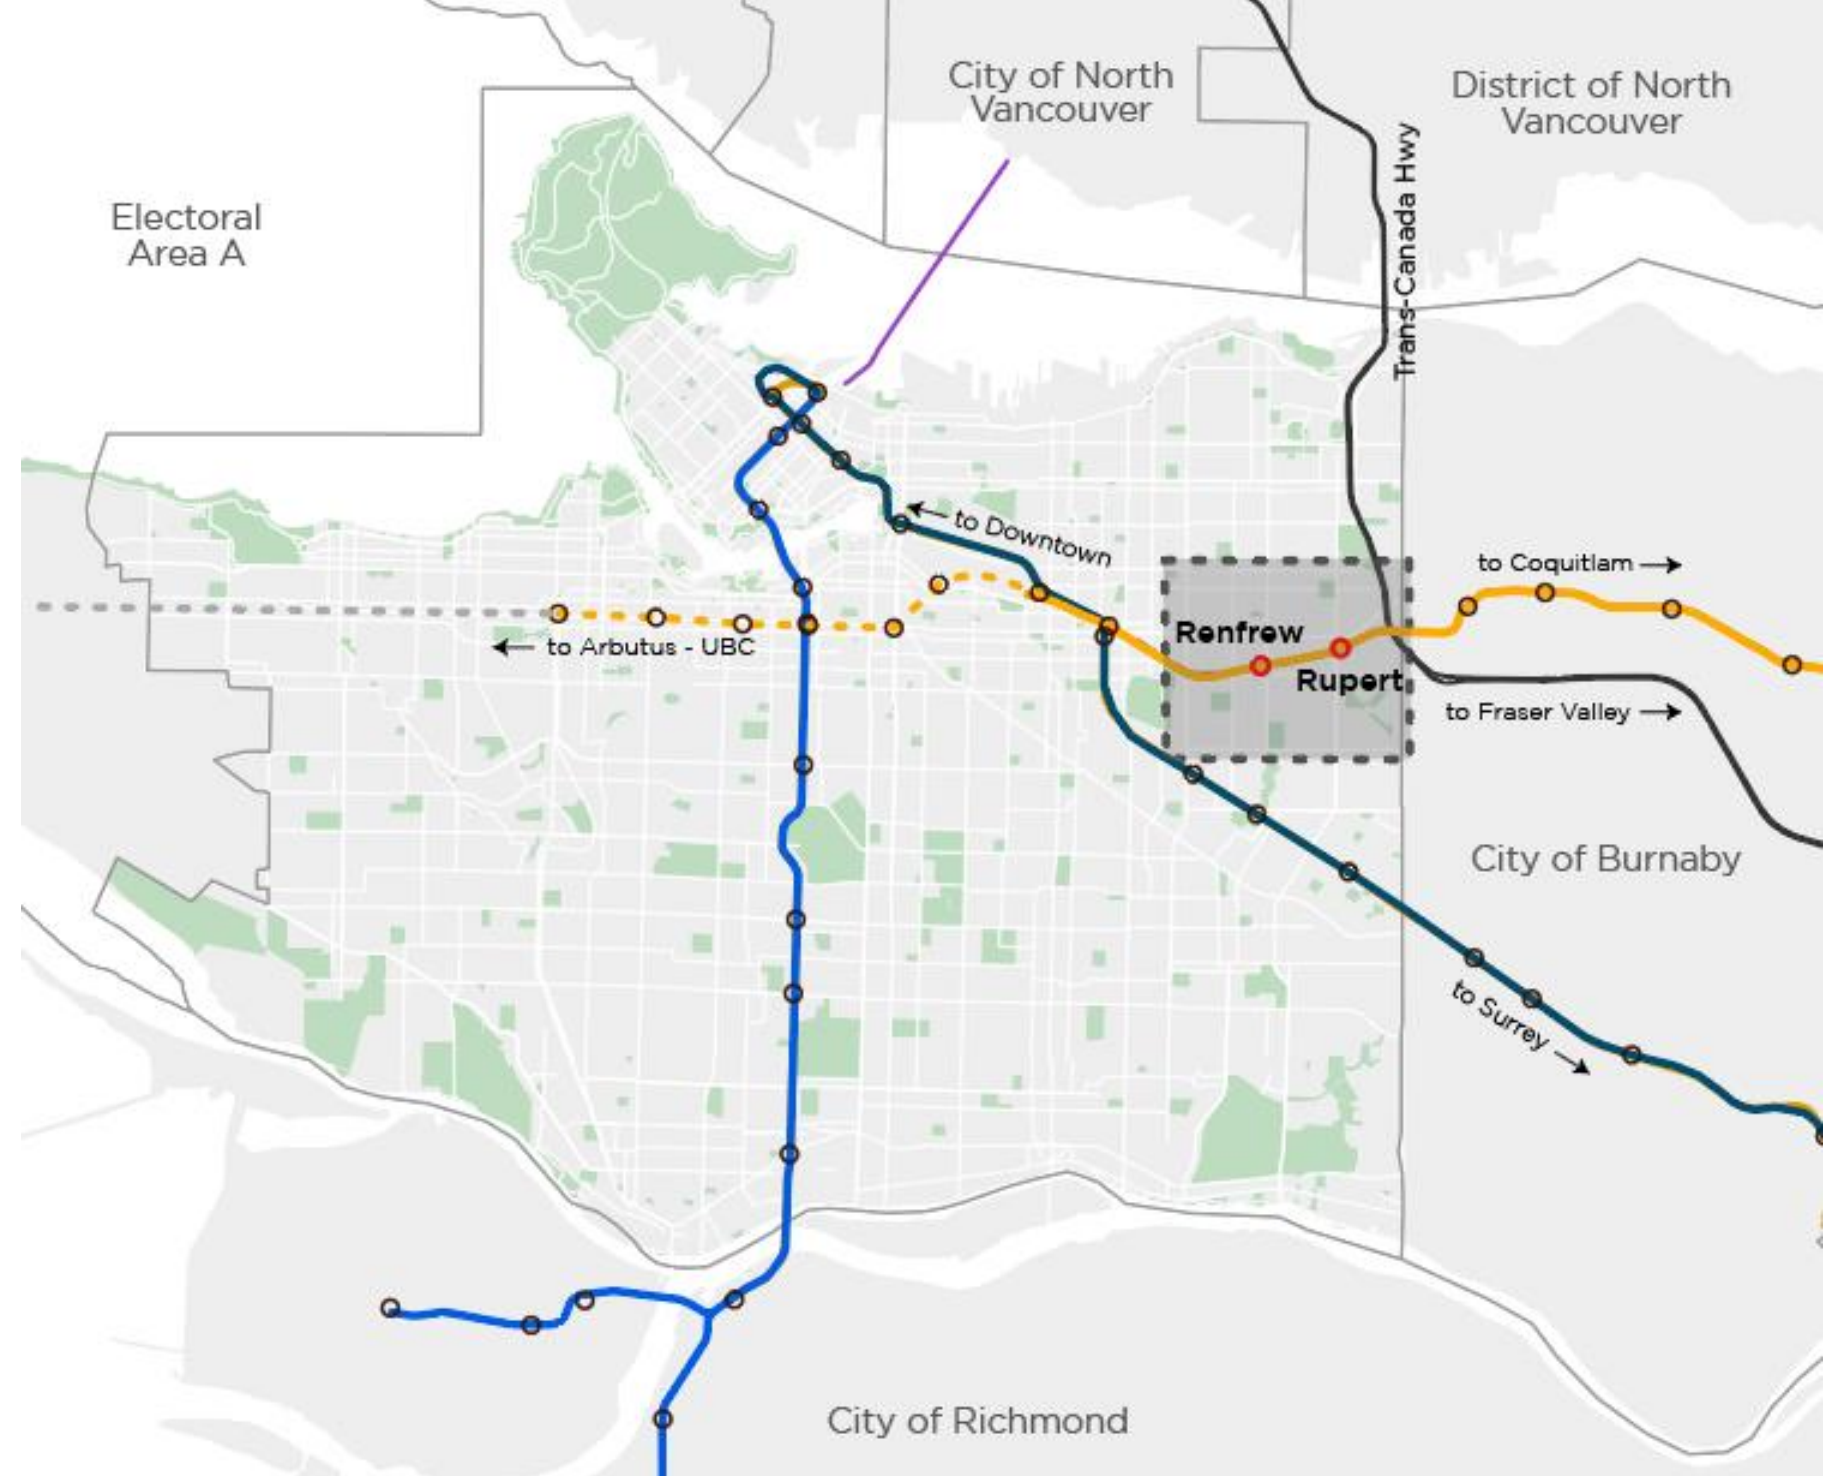 City of North
Vancouver
District of North
Vancouver
Trans-Canada Hwy
Electoral
Area A
to Downtown
to Coquitlam
Renfrew
to Arbutus - UBC
Rupert
to Fraser Valley
City of Burnaby
to Surrey
City of Richmond